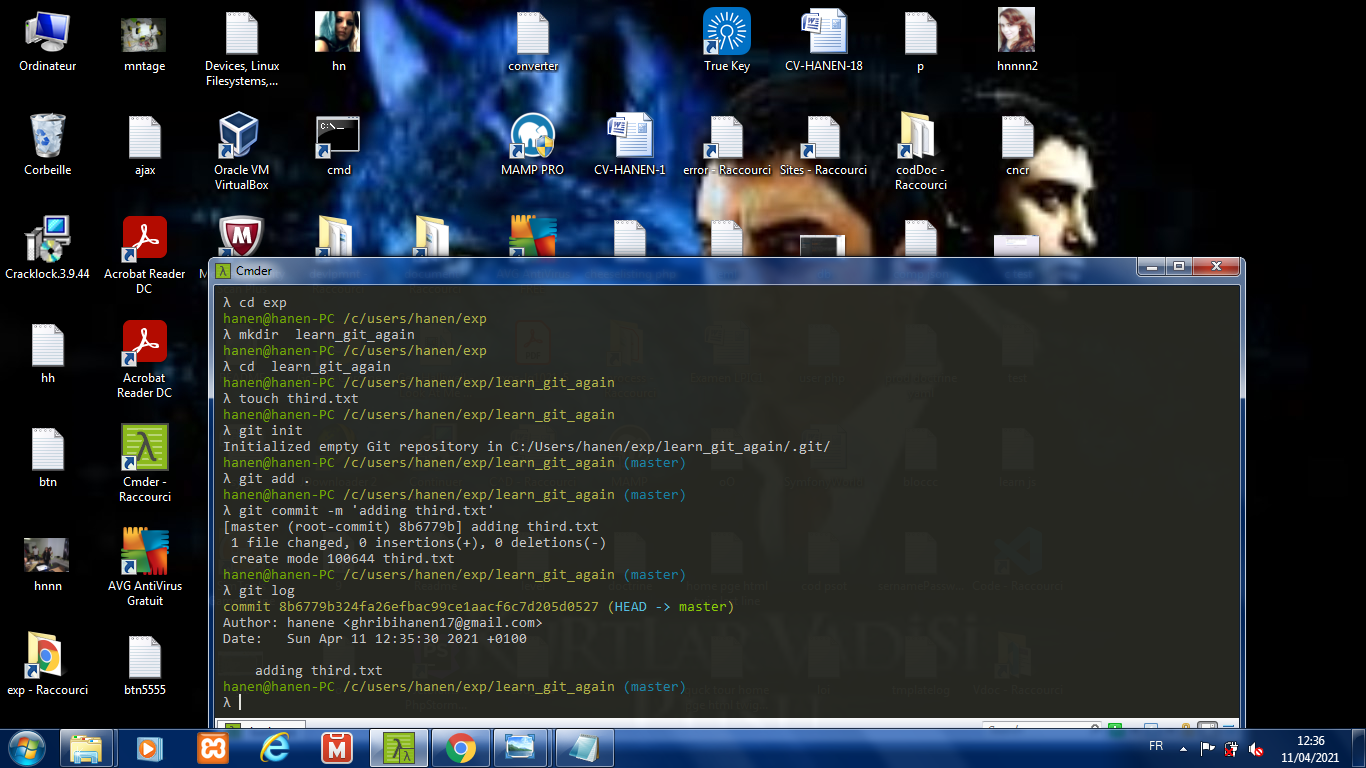 Ordinateur
mntage
Devices, Linux
Filesystems,...
hn
converter
True Key
CV-HANEN-18
p
hnnnn2
Corbeille
ajax
Oracle VM
VirtualBox
cmd
MAMP PRO
CV-HANEN-1
error - Raccourci
Sites - Raccourci
codDoc -
Raccourci
cncr
Cracklock.3.9.44
Acrobat Reader
DC
hh
Acrobat
Reader DC
btn
Cmder -
Raccourci
hnnn
AVG AntiVirus
Gratuit
exp - Raccourci
btn5555
Cmder
λ cd exp
hanen@hanen-PC /c/users/hanen/exp
λ mkdir  learn_git_again
hanen@hanen-PC /c/users/hanen/exp
λ cd  learn_git_again
hanen@hanen-PC /c/users/hanen/exp/learn_git_again
λ touch third.txt
hanen@hanen-PC /c/users/hanen/exp/learn_git_again
λ git init
Initialized empty Git repository in C:/Users/hanen/exp/learn_git_again/.git/
hanen@hanen-PC /c/users/hanen/exp/learn_git_again (master)
λ git add .
hanen@hanen-PC /c/users/hanen/exp/learn_git_again (master)
λ git commit -m 'adding third.txt'
[master (root-commit) 8b6779b] adding third.txt
 1 file changed, 0 insertions(+), 0 deletions(-)
 create mode 100644 third.txt
hanen@hanen-PC /c/users/hanen/exp/learn_git_again (master)
λ git log
commit 8b6779b324fa26efbac99ce1aacf6c7d205d0527 (HEAD -> master)
Author: hanene <ghribihanen17@gmail.com>
Date:   Sun Apr 11 12:35:30 2021 +0100
    adding third.txt
hanen@hanen-PC /c/users/hanen/exp/learn_git_again (master)
λ
FR
12:36
11/04/2021